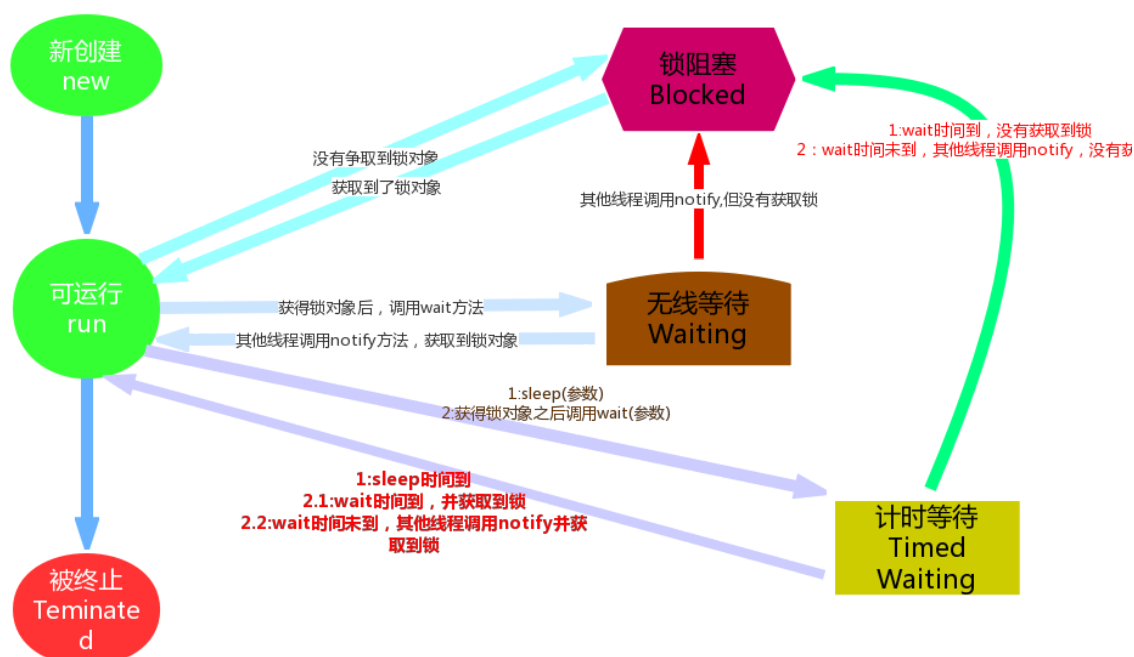 新创建
new
锁阻塞
Blocked
1:wait时间到，没有获取到锁
2：wait时间未到，其他线程调用notify，没有获
没有争取到锁对象
获取到了锁对象
其他线程调用notify,但没有获取锁
可运行
run
获得锁对象后，调用wait方法
其他线程调用notify方法，获取到锁对象
无线等待
Waiting
1:sleep(参数)
2:获得锁对象之后调用wait(参数)
1:sleep时间到
2.1:wait时间到，并获取到锁
2.2:wait时间未到，其他线程调用notify并获
取到锁
计时等待
Timed
Waiting
被终止
Teminate
d